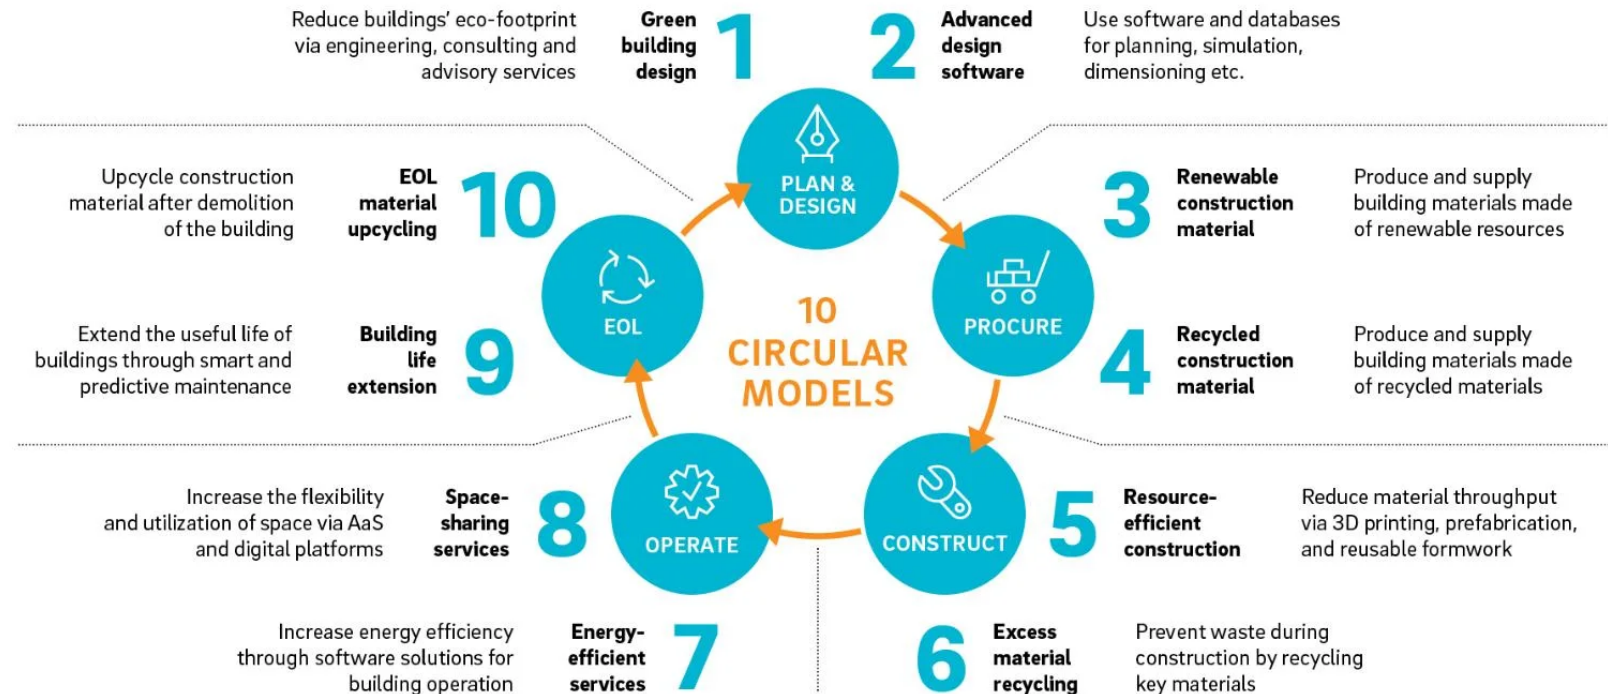 Reduce buildings' eco-footprint
via engineering, consulting and
advisory services
Green
building
design
1
2
Advanced
design
software
Use software and databases
for planning, simulation,
dimensioning etc.
PLAN &
DESIGN
3
Renewable
construction
material
Produce and supply
building materials made
of renewable resources
PROCURE
4
Recycled
construction
material
Produce and supply
building materials made
of recycled materials
CONSTRUCT
5
Resource-
efficient
construction
Reduce material throughput
via 3D printing, prefabrication,
and reusable formwork
6
Excess
material
recycling
Prevent waste during
construction by recycling
key materials
Increase energy efficiency
through software solutions for
building operation
Energy-
efficient
services
7
OPERATE
Increase the flexibility
and utilization of space via AaS
and digital platforms
Space-
sharing
services
8
Extend the useful life of
buildings through smart and
predictive maintenance
Building
life
extension
9
EOL
Upcycle construction
material after demolition
of the building
EOL
material
upcycling
10
10
CIRCULAR
MODELS